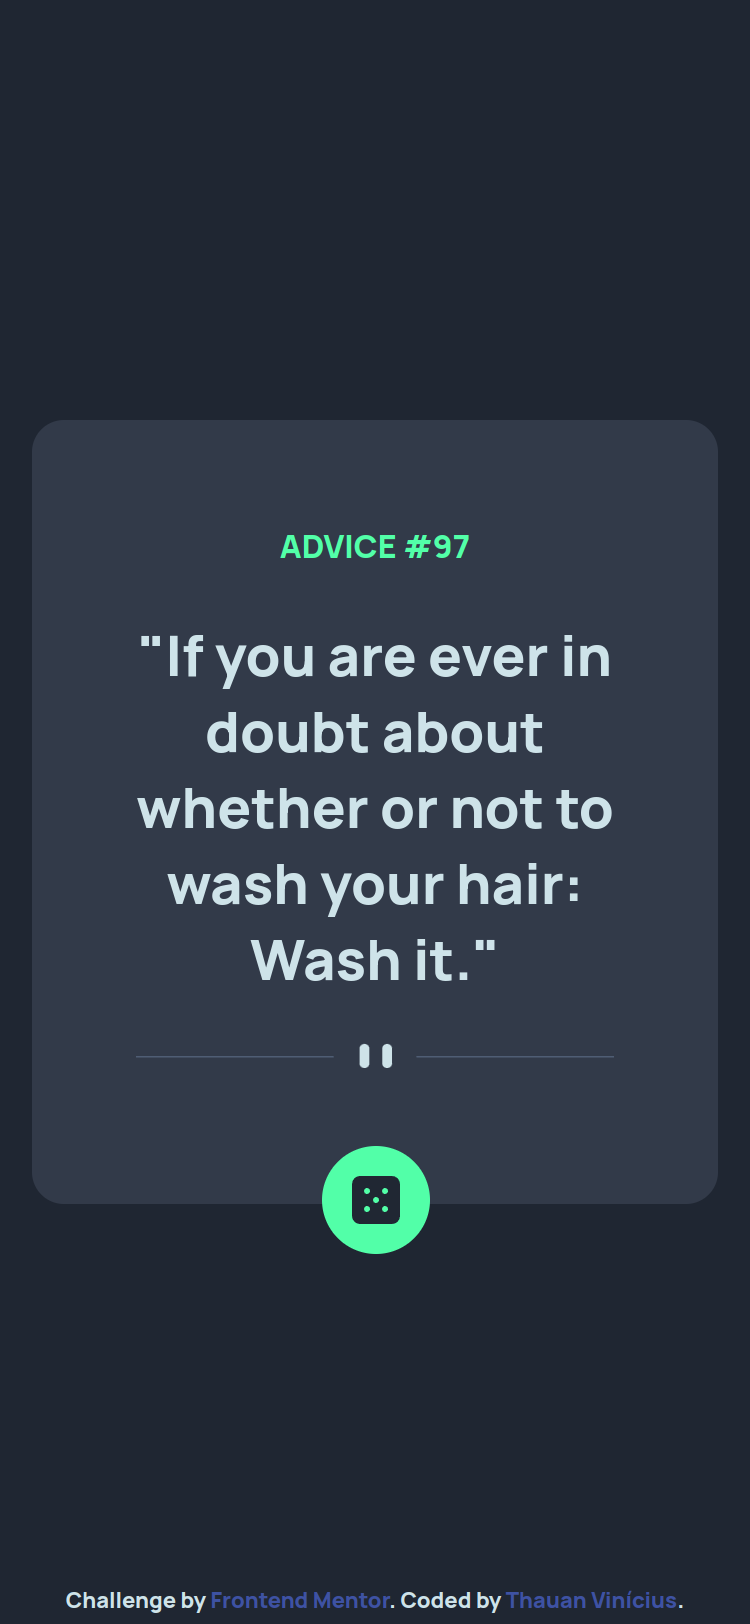 ADVICE #97
"If you are ever in
doubt about
whether or not to
wash your hair:
Wash it."
Challenge by Frontend Mentor. Coded by Thauan Vinícius.